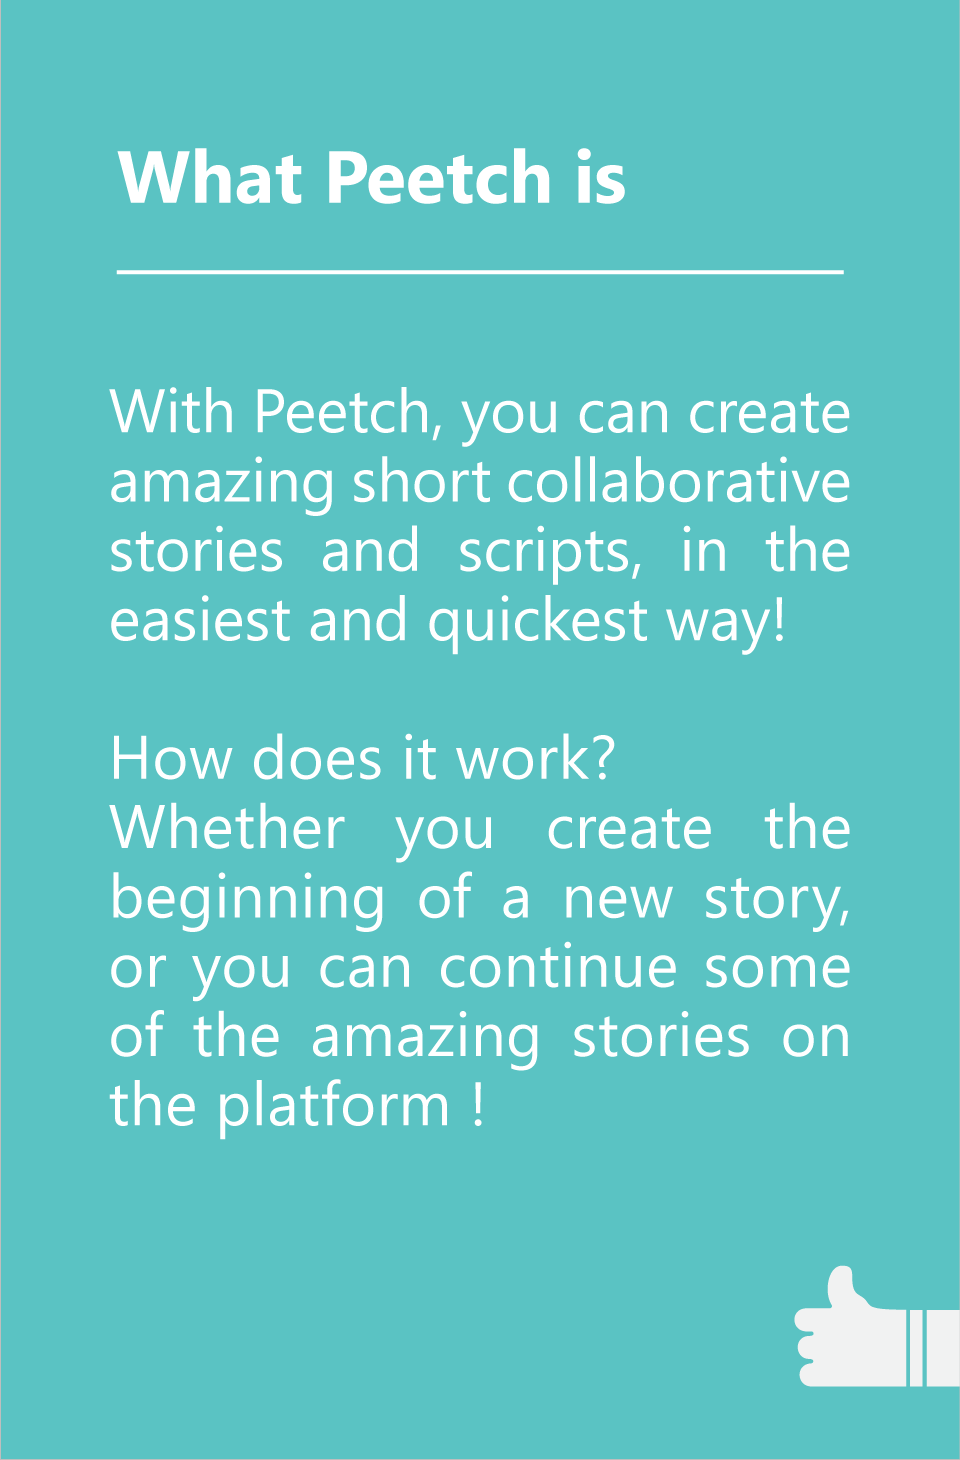 What Peetch is
With Peetch, you can create
amazing short collaborative
stories and scripts, in the
easiest and quickest way!
How does it work?
Whether you create the
beginning of a new story,
or you can continue some
of the amazing stories on
the platform !